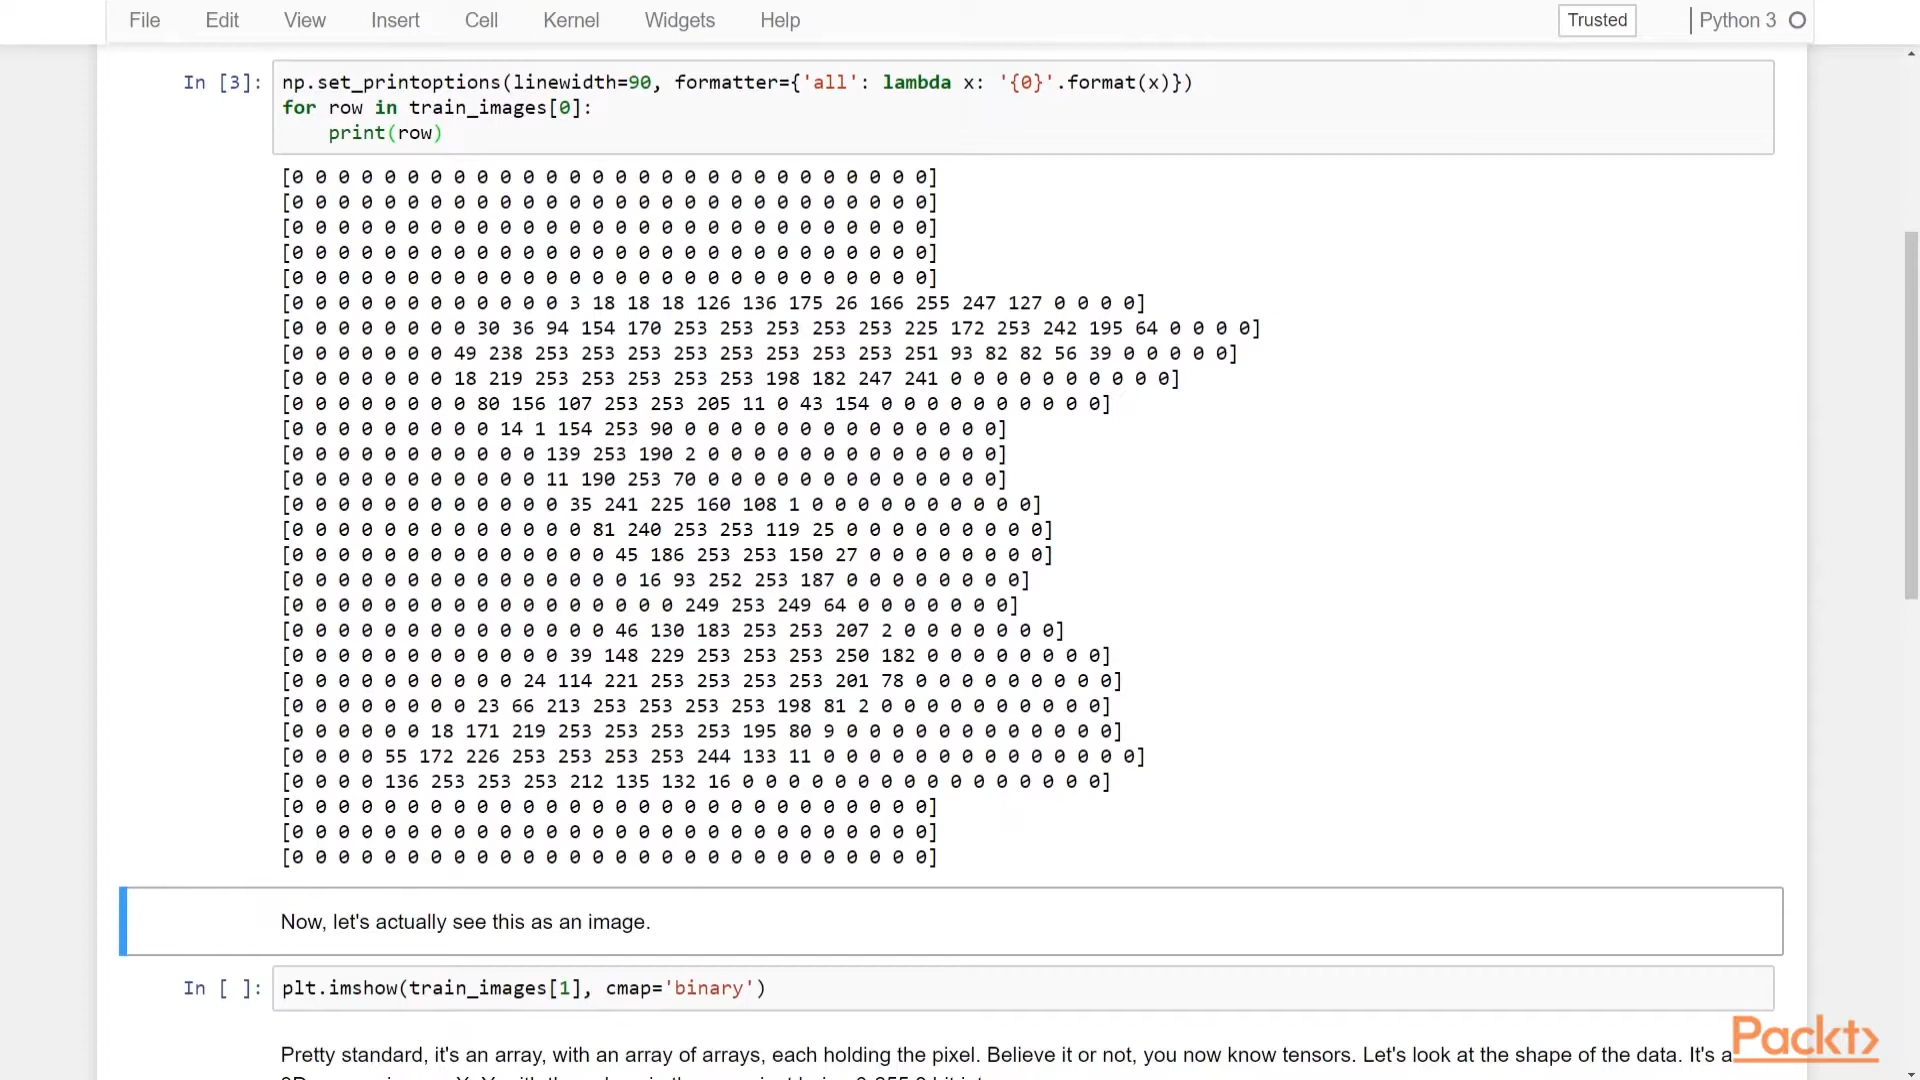 File Edit View Insert Cell Kernel Widgets Help Trusted Python 3
In [3]: np.set_printoptions(linewidth=90, formatter={'all': lambda x: '{0}'.format(x)})
for row in train_images[0]:
print(row)
[0 0 0 0 0 0 0 0 0 0 0 0 0 0 0 0 0 0 0 0 0 0 0 0 0 0 0 0]
[0 0 0 0 0 0 0 0 0 0 0 0 0 0 0 0 0 0 0 0 0 0 0 0 0 0 0 0]
[0 0 0 0 0 0 0 0 0 0 0 0 0 0 0 0 0 0 0 0 0 0 0 0 0 0 0 0]
[0 0 0 0 0 0 0 0 0 0 0 0 0 0 0 0 0 0 0 0 0 0 0 0 0 0 0 0]
[0 0 0 0 0 0 0 0 0 0 0 0 0 0 0 0 0 0 0 0 0 0 0 0 0 0 0 0]
[0 0 0 0 0 0 0 0 0 0 0 0 3 18 18 18 126 136 175 26 166 255 247 127 0 0 0 0]
[0 0 0 0 0 0 0 0 30 36 94 154 170 253 253 253 253 253 225 172 253 242 195 64 0 0 0 0]
[0 0 0 0 0 0 0 49 238 253 253 253 253 253 253 253 253 251 93 82 82 56 39 0 0 0 0 0]
[0 0 0 0 0 0 0 18 219 253 253 253 253 253 198 182 247 241 0 0 0 0 0 0 0 0 0 0]
[0 0 0 0 0 0 0 0 80 156 107 253 253 205 11 0 43 154 0 0 0 0 0 0 0 0 0 0]
[0 0 0 0 0 0 0 0 0 14 1 154 253 90 0 0 0 0 0 0 0 0 0 0 0 0 0 0]
[0 0 0 0 0 0 0 0 0 0 0 139 253 190 2 0 0 0 0 0 0 0 0 0 0 0 0 0]
[0 0 0 0 0 0 0 0 0 0 0 11 190 253 70 0 0 0 0 0 0 0 0 0 0 0 0 0]
[0 0 0 0 0 0 0 0 0 0 0 0 35 241 225 160 108 1 0 0 0 0 0 0 0 0 0 0]
[0 0 0 0 0 0 0 0 0 0 0 0 0 81 240 253 253 119 25 0 0 0 0 0 0 0 0 0]
[0 0 0 0 0 0 0 0 0 0 0 0 0 0 45 186 253 253 150 27 0 0 0 0 0 0 0 0]
[0 0 0 0 0 0 0 0 0 0 0 0 0 0 0 16 93 252 253 187 0 0 0 0 0 0 0 0]
[0 0 0 0 0 0 0 0 0 0 0 0 0 0 0 0 0 249 253 249 64 0 0 0 0 0 0 0]
[0 0 0 0 0 0 0 0 0 0 0 0 0 0 46 130 183 253 253 207 2 0 0 0 0 0 0 0]
[0 0 0 0 0 0 0 0 0 0 0 0 39 148 229 253 253 253 250 182 0 0 0 0 0 0 0 0]
[0 0 0 0 0 0 0 0 0 0 24 114 221 253 253 253 253 201 78 0 0 0 0 0 0 0 0 0]
[0 0 0 0 0 0 0 0 23 66 213 253 253 253 253 198 81 2 0 0 0 0 0 0 0 0 0 0]
[0 0 0 0 0 0 18 171 219 253 253 253 253 195 80 9 0 0 0 0 0 0 0 0 0 0 0 0]
[0 0 0 0 55 172 226 253 253 253 253 244 133 11 0 0 0 0 0 0 0 0 0 0 0 0 0 0]
[0 0 0 0 136 253 253 253 212 135 132 16 0 0 0 0 0 0 0 0 0 0 0 0 0 0 0 0]
[0 0 0 0 0 0 0 0 0 0 0 0 0 0 0 0 0 0 0 0 0 0 0 0 0 0 0 0]
[0 0 0 0 0 0 0 0 0 0 0 0 0 0 0 0 0 0 0 0 0 0 0 0 0 0 0 0]
[0 0 0 0 0 0 0 0 0 0 0 0 0 0 0 0 0 0 0 0 0 0 0 0 0 0 0 0]
Now, let's actually see this as an image.
In [ ]: plt.imshow(train_images[1], cmap='binary')
Pretty standard, it's an array, with an array of arrays, each holding the pixel. Believe it or not, you now know tensors. Let's look at the shape of the data. It's a
Packt>